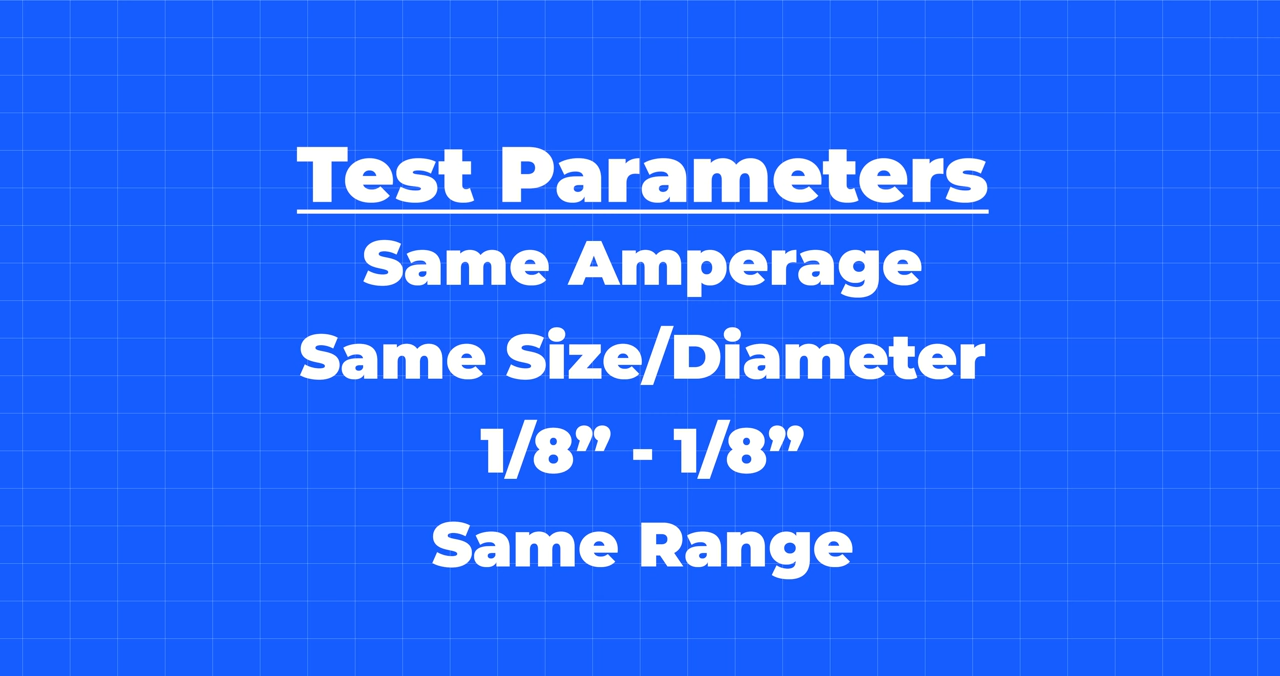 Test Parameters
Same Amperage
Same Size/Diameter
1/8” - 1/8”
Same Range